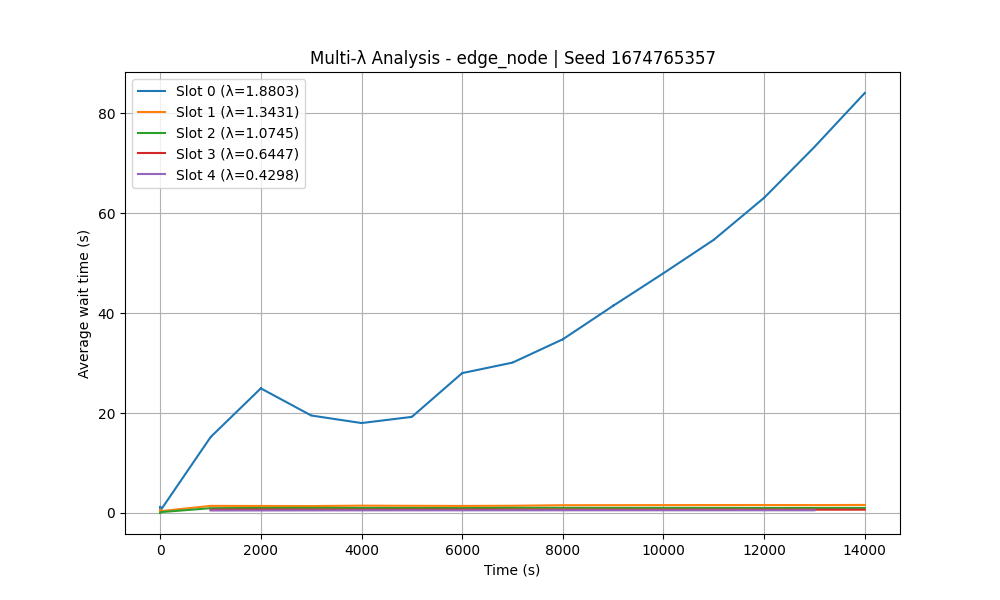 Multi-λ Analysis - edge_node | Seed 1674765357
Slot 0 (λ=1.8803)
Slot 1 (λ=1.3431)
Slot 2 (λ=1.0745)
Slot 3 (λ=0.6447)
Slot 4 (λ=0.4298)
Average wait time (s)
80
60
40
20
0
0 2000 4000 6000 8000 10000 12000 14000
Time (s)